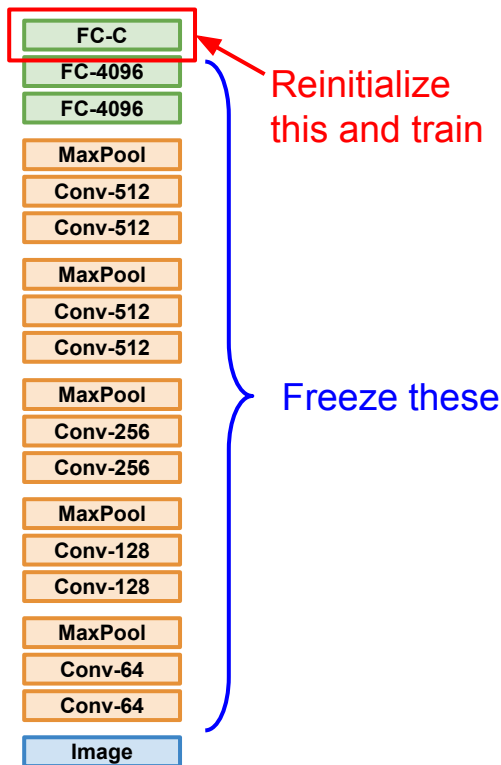 FC-C
FC-4096
FC-4096
MaxPool
Conv-512
Conv-512
MaxPool
Conv-512
Conv-512
MaxPool
Conv-256
Conv-256
MaxPool
Conv-128
Conv-128
MaxPool
Conv-64
Conv-64
Image
Reinitialize
this and train
Freeze these